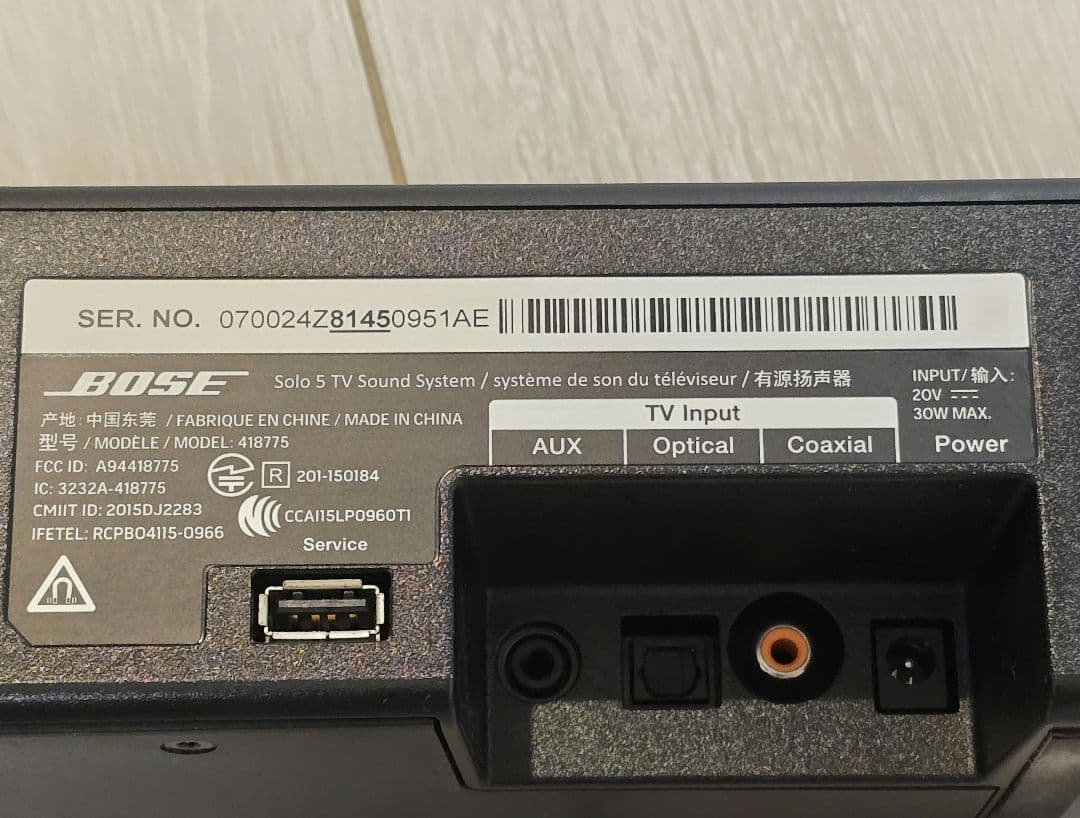 SER. NO. 070024Z81450951AE
BOSE Solo 5 TV Sound System / système de son du téléviseur / 有源扬声器
INPUT/输入:
20V
30W MAX.
Power
TV Input
AUX Optical Coaxial
产地: 中国东莞 / FABRIQUE EN CHINE / MADE IN CHINA
型号 / MODÈLE / MODEL: 418775
FCC ID: A94418775
IC: 3232A-418775
CMIIT ID: 2015DJ2283
IFETEL: RCPBO4115-0966
R 201-150184
CCAI15LP0960T1
Service